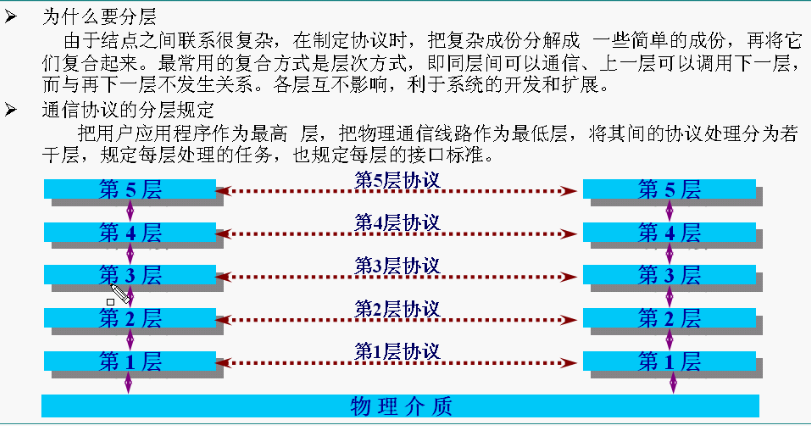 为什么要分层
由于结点之间联系很复杂，在制定协议时，把复杂成份分解成 一些简单的成份，再将它
们复合起来。最常用的复合方式是层次方式，即同层间可以通信、上一层可以调用下一层，
而与再下一层不发生关系。各层互不影响，利于系统的开发和扩展。
通信协议的分层规定
把用户应用程序作为最高 层，把物理通信线路作为最低层，将其间的协议处理分为若
干层，规定每层处理的任务，也规定每层的接口标准。
第5层 第5层协议 第5层
第4层 第4层协议 第4层
第3层 第3层协议 第3层
第2层 第2层协议 第2层
第1层 第1层协议 第1层
物理介质